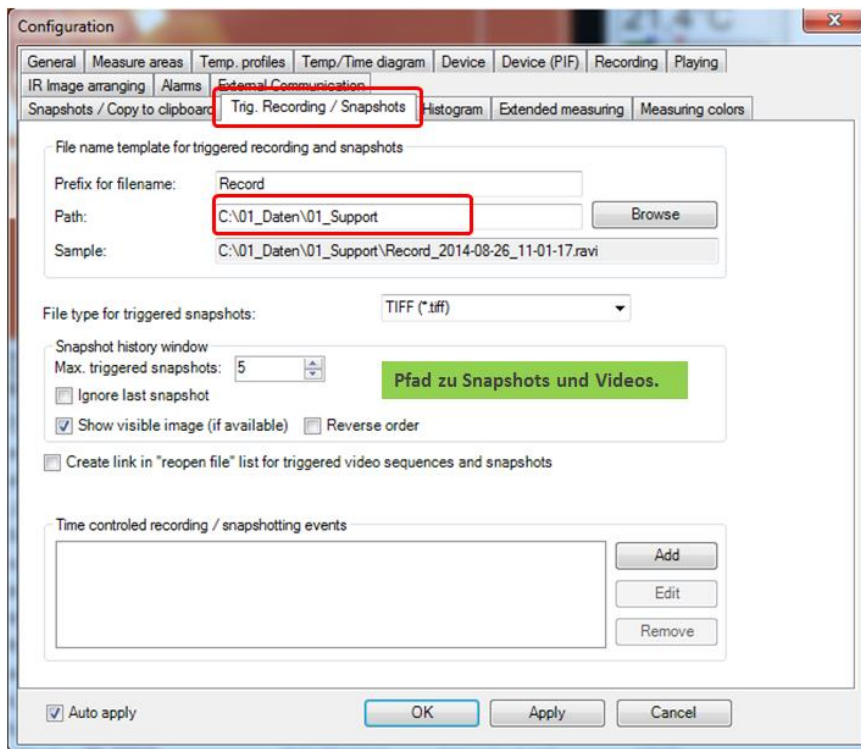 21.4 C
Configuration
General Measure areas Temp. profiles Temp/Time diagram Device Device (PIF) Recording Playing
IR Image arranging Alarms External Communication
Snapshots / Copy to clipboard Trig. Recording / Snapshots Histogram Extended measuring Measuring colors
File name template for triggered recording and snapshots
Prefix for filename: Record
Path: C:\01_Daten\01_Support Browse
Sample: C:\01_Daten\01_Support\Record_2014-08-26_11-01-17.ravi
File type for triggered snapshots: TIFF (*.tiff)
Snapshot history window
Max. triggered snapshots: 5
Pfad zu Snapshots und Videos.
Ignore last snapshot
Show visible image (if available) Reverse order
Create link in "reopen file" list for triggered video sequences and snapshots
Time controled recording / snapshotting events
Add
Edit
Remove
Auto apply OK Apply Cancel